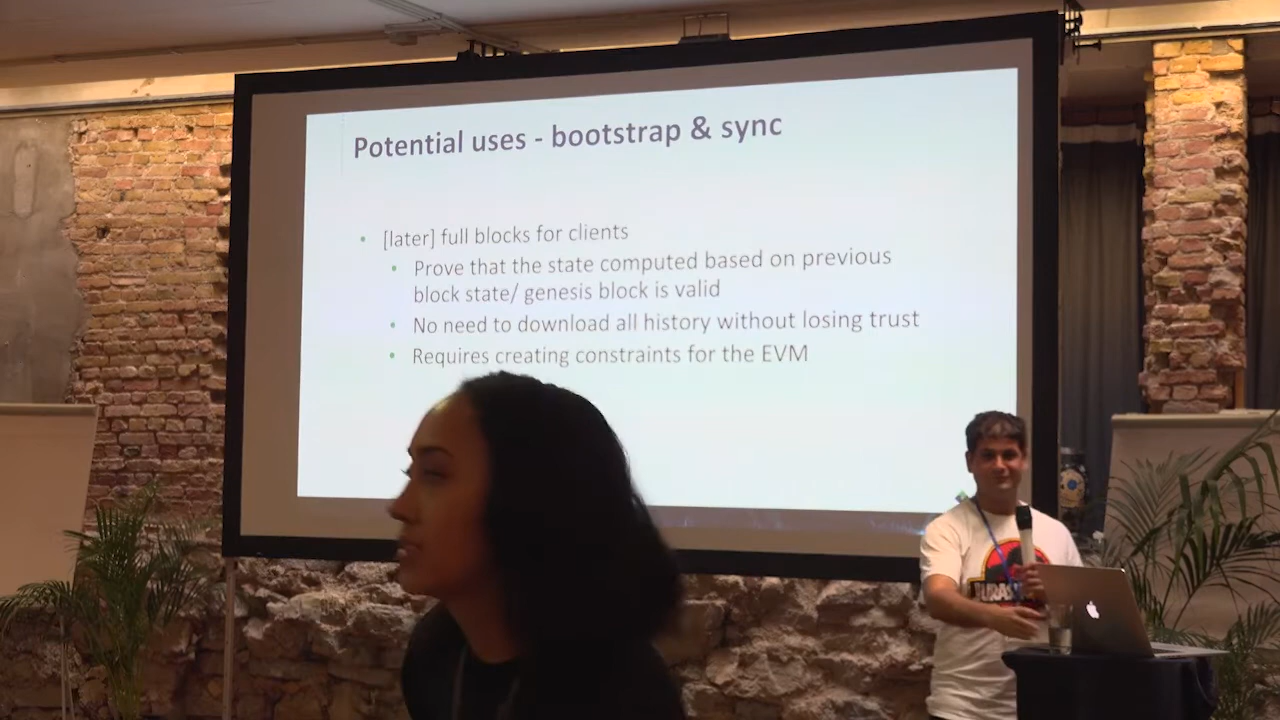 Potential uses - bootstrap & sync
• [later] full blocks for clients
• Prove that the state computed based on previous
block state/ genesis block is valid
• No need to download all history without losing trust
• Requires creating constraints for the EVM